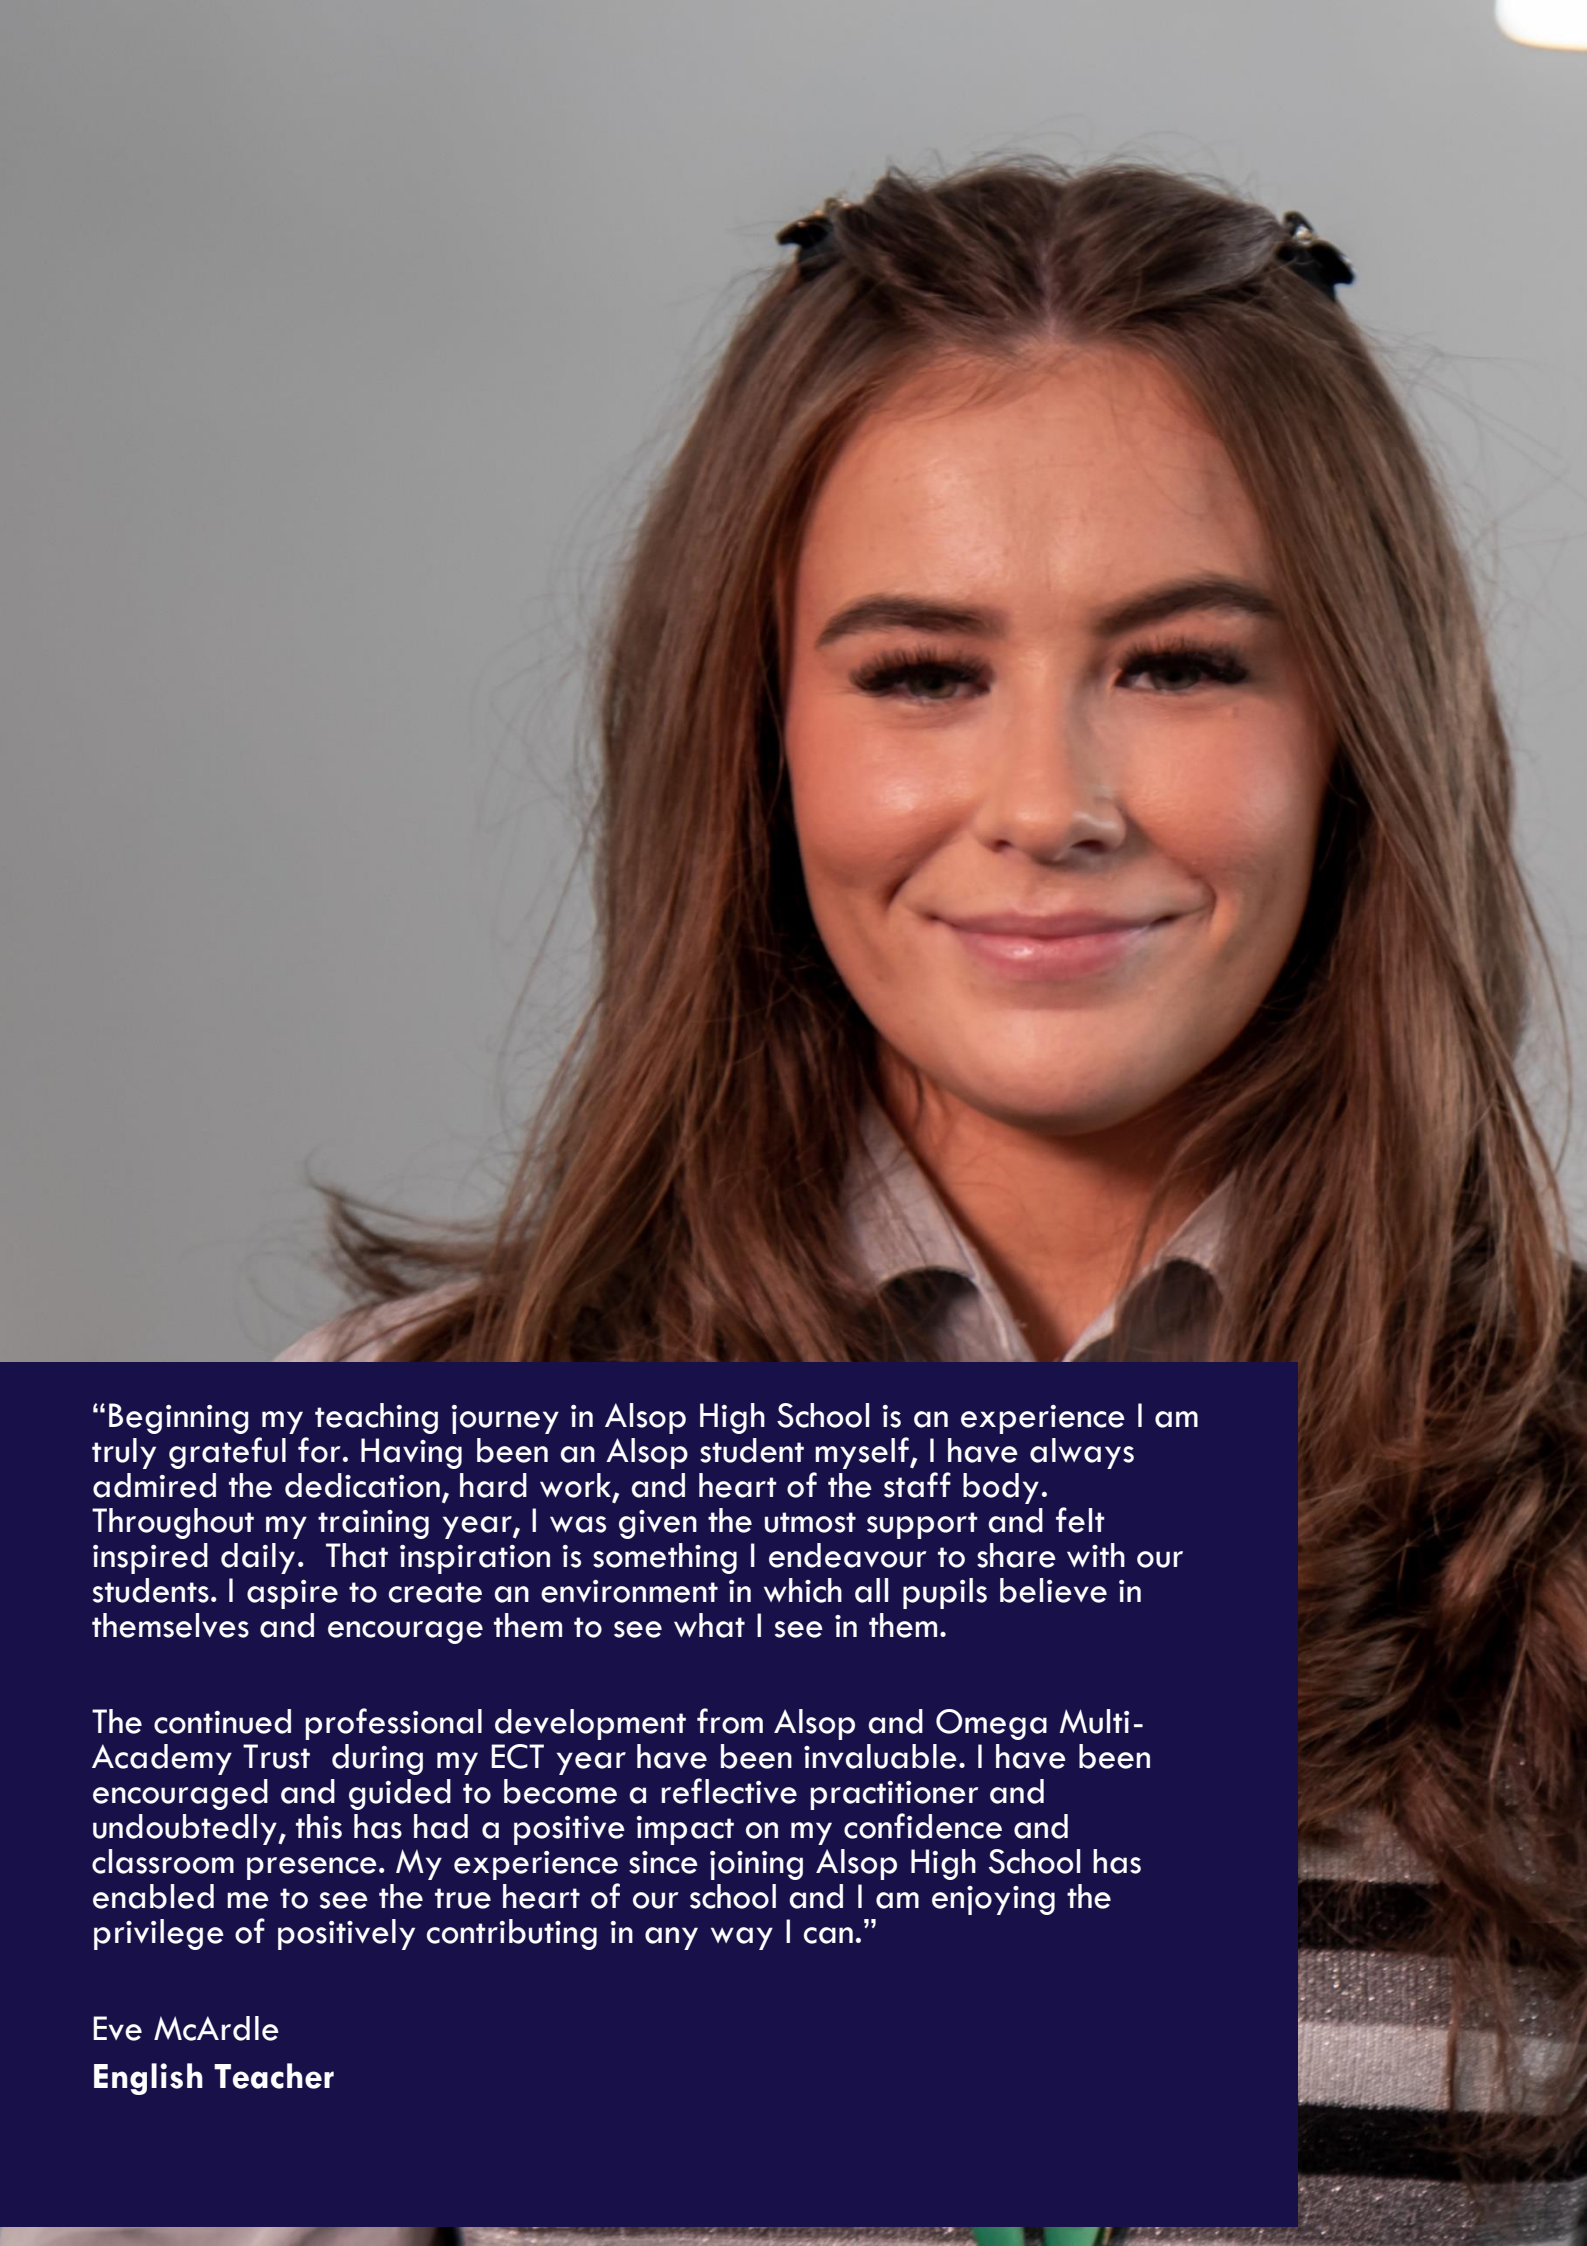 “Beginning my teaching journey in Alsop High School is an experience I am
truly grateful for. Having been an Alsop student myself, I have always
admired the dedication, hard work, and heart of the staff body.
Throughout my training year, I was given the utmost support and felt
inspired daily.  That inspiration is something I endeavour to share with our
students. I aspire to create an environment in which all pupils believe in
themselves and encourage them to see what I see in them.
The continued professional development from Alsop and Omega Multi-
Academy Trust  during my ECT year have been invaluable. I have been
encouraged and guided to become a reflective practitioner and
undoubtedly, this has had a positive impact on my confidence and
classroom presence. My experience since joining Alsop High School has
enabled me to see the true heart of our school and I am enjoying the
privilege of positively contributing in any way I can.”
Eve McArdle
English Teacher